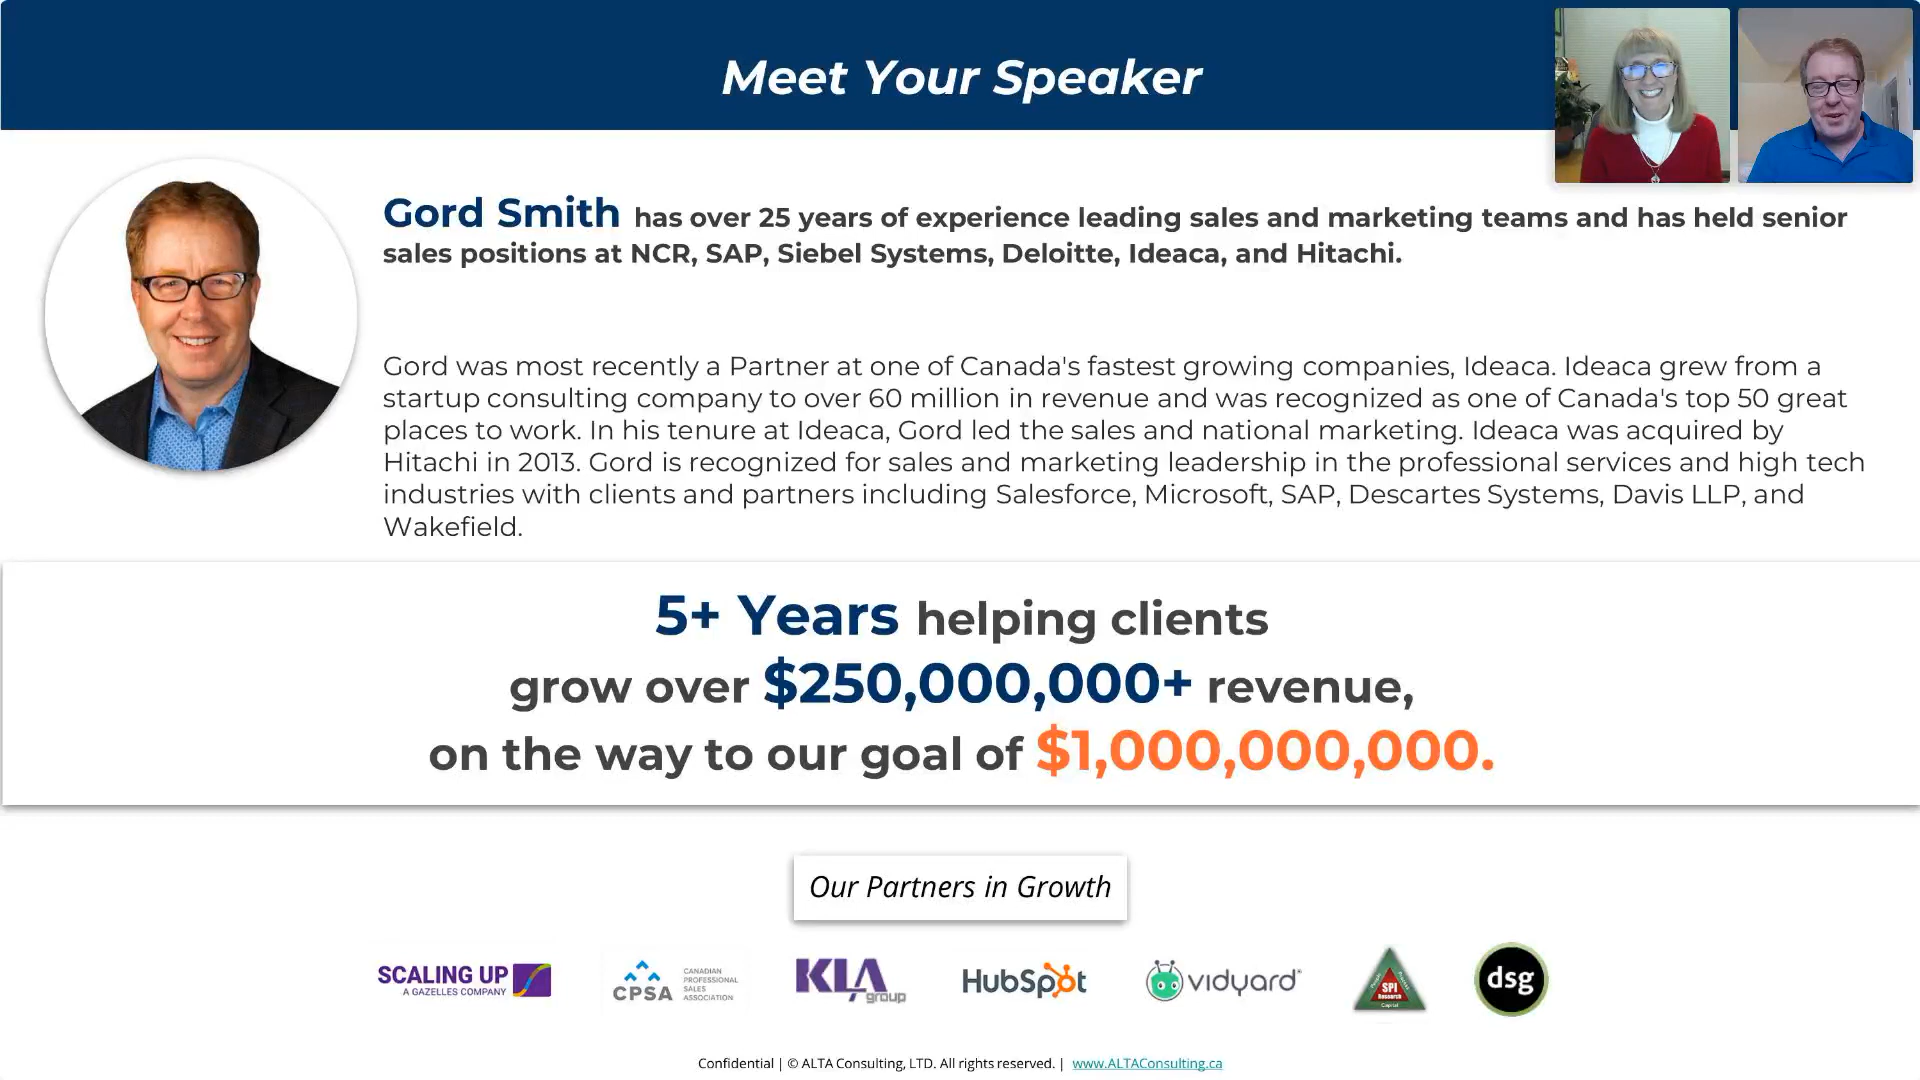 Meet Your Speaker
Gord Smith has over 25 years of experience leading sales and marketing teams and has held senior
sales positions at NCR, SAP, Siebel Systems, Deloitte, Ideaca, and Hitachi.
Gord was most recently a Partner at one of Canada's fastest growing companies, Ideaca. Ideaca grew from a
startup consulting company to over 60 million in revenue and was recognized as one of Canada's top 50 great
places to work. In his tenure at Ideaca, Gord led the sales and national marketing. Ideaca was acquired by
Hitachi in 2013. Gord is recognized for sales and marketing leadership in the professional services and high tech
industries with clients and partners including Salesforce, Microsoft, SAP, Descartes Systems, Davis LLP, and
Wakefield.
5+ Years helping clients
grow over $250,000,000+ revenue,
on the way to our goal of $1,000,000,000.
Our Partners in Growth
SCALING UP
A GAZELLES COMPANY
CPSA
CANADIAN
PROFESSIONAL
SALES
ASSOCIATION
KLA
group
HubSpot
vidyard
SPI
Research
Capital
dsg
Confidential | © ALTA Consulting, LTD. All rights reserved. | www.ALTAConsulting.ca